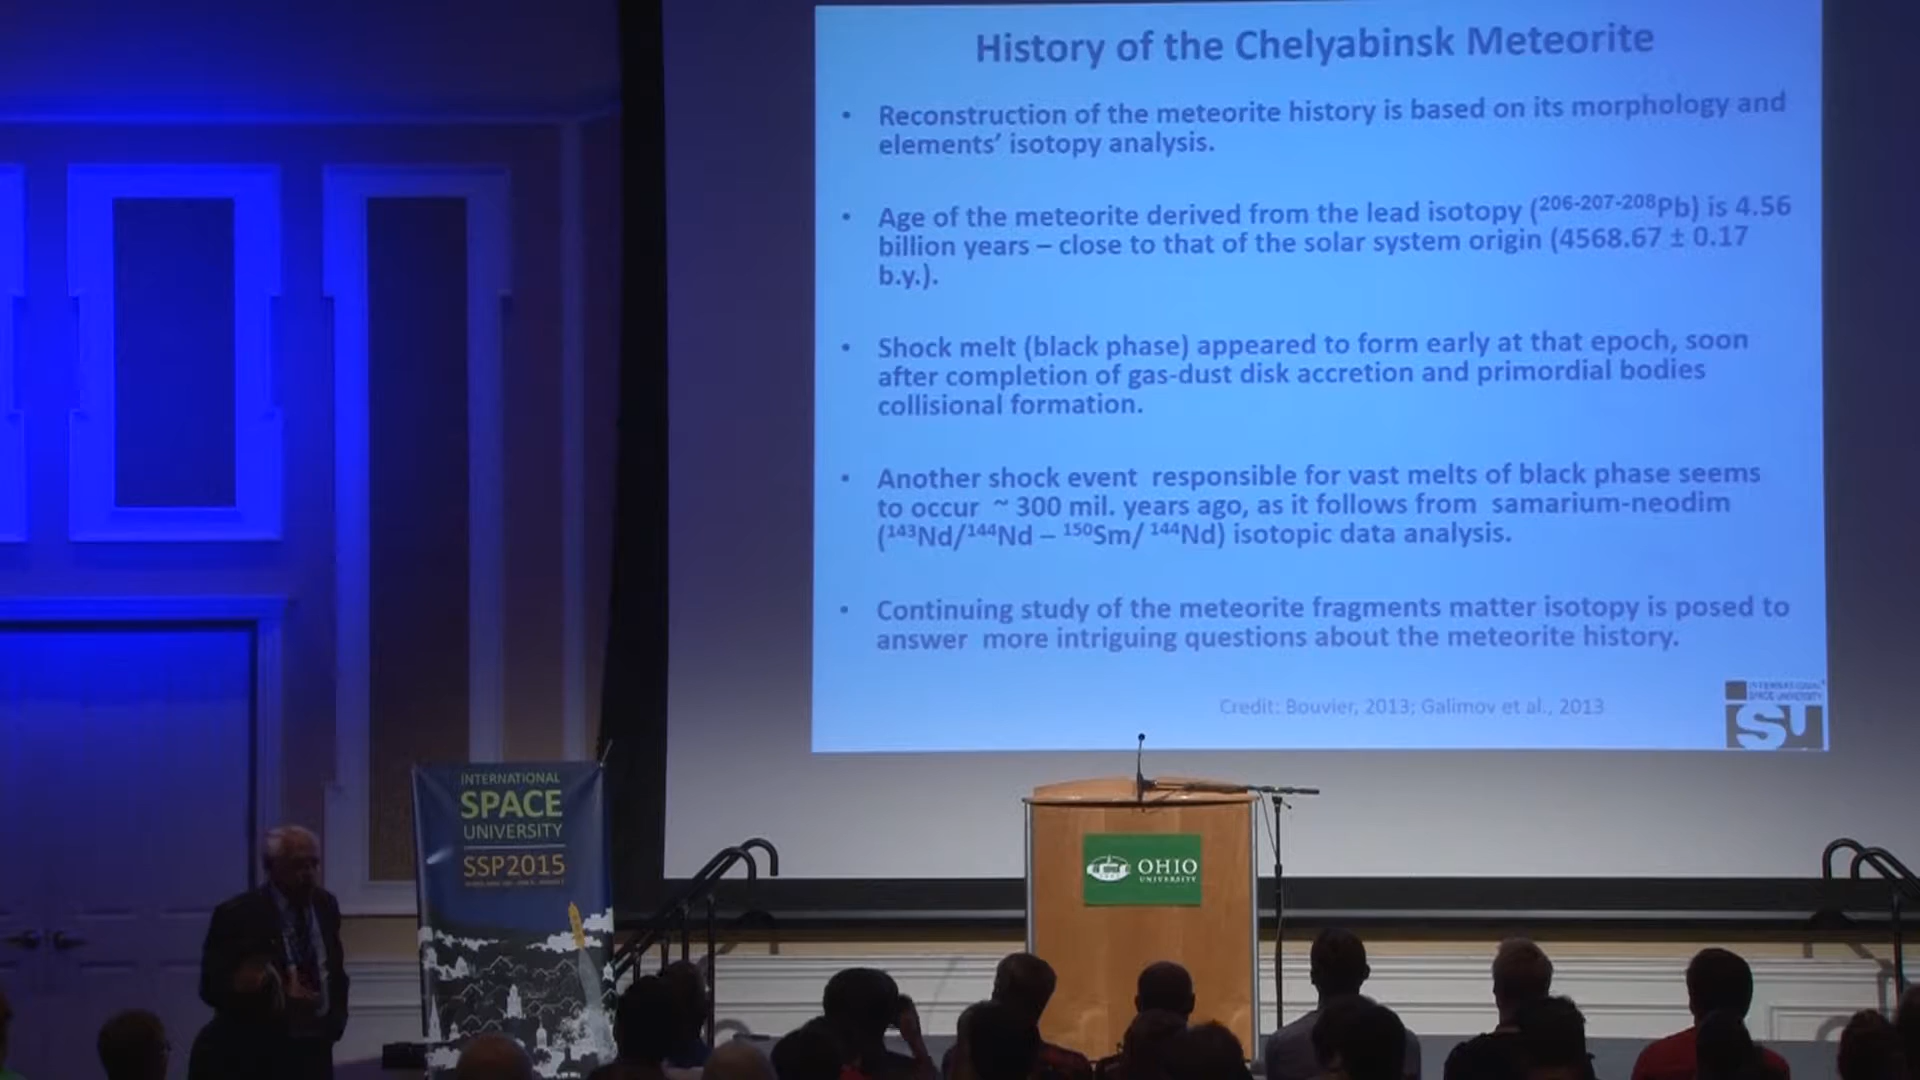 History of the Chelyabinsk Meteorite
• Reconstruction of the meteorite history is based on its morphology and
elements’ isotopy analysis.
• Age of the meteorite derived from the lead isotopy (²⁰⁶⁻²⁰⁷⁻²⁰⁸Pb) is 4.56
billion years – close to that of the solar system origin (4568.67 ± 0.17
b.y.).
• Shock melt (black phase) appeared to form early at that epoch, soon
after completion of gas-dust disk accretion and primordial bodies
collisional formation.
• Another shock event responsible for vast melts of black phase seems
to occur ~ 300 mil. years ago, as it follows from samarium-neodim
(¹⁴³Nd/¹⁴⁴Nd – ¹⁵⁰Sm/ ¹⁴⁴Nd) isotopic data analysis.
• Continuing study of the meteorite fragments matter isotopy is posed to
answer more intriguing questions about the meteorite history.
Credit: Bouvier, 2013; Galimov et al., 2013
INTERNATIONAL
SPACE UNIVERSITY
SU
INTERNATIONAL
SPACE
UNIVERSITY
SSP2015
OHIO
UNIVERSITY